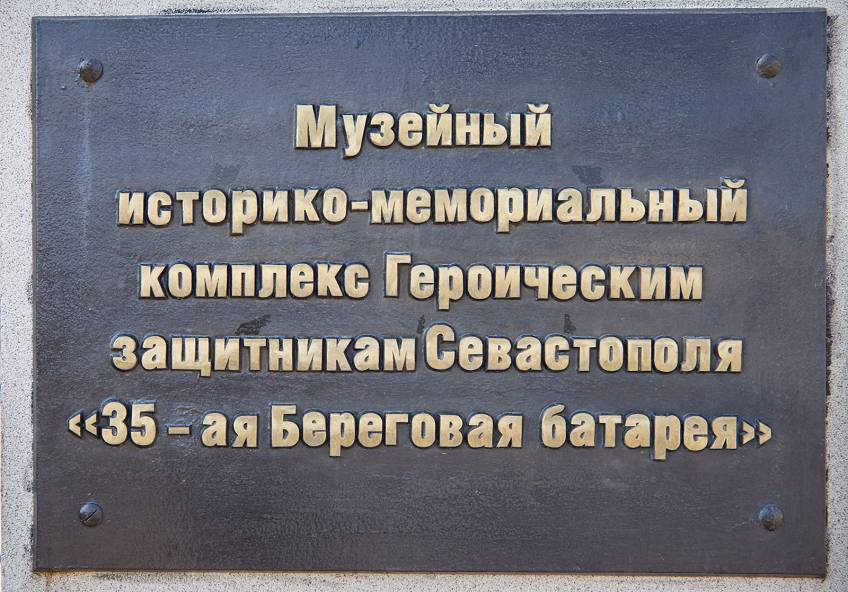 Музейный
историко-мемориальный
комплекс Героическим
защитникам Севастополя
«35 – ая Береговая батарея»